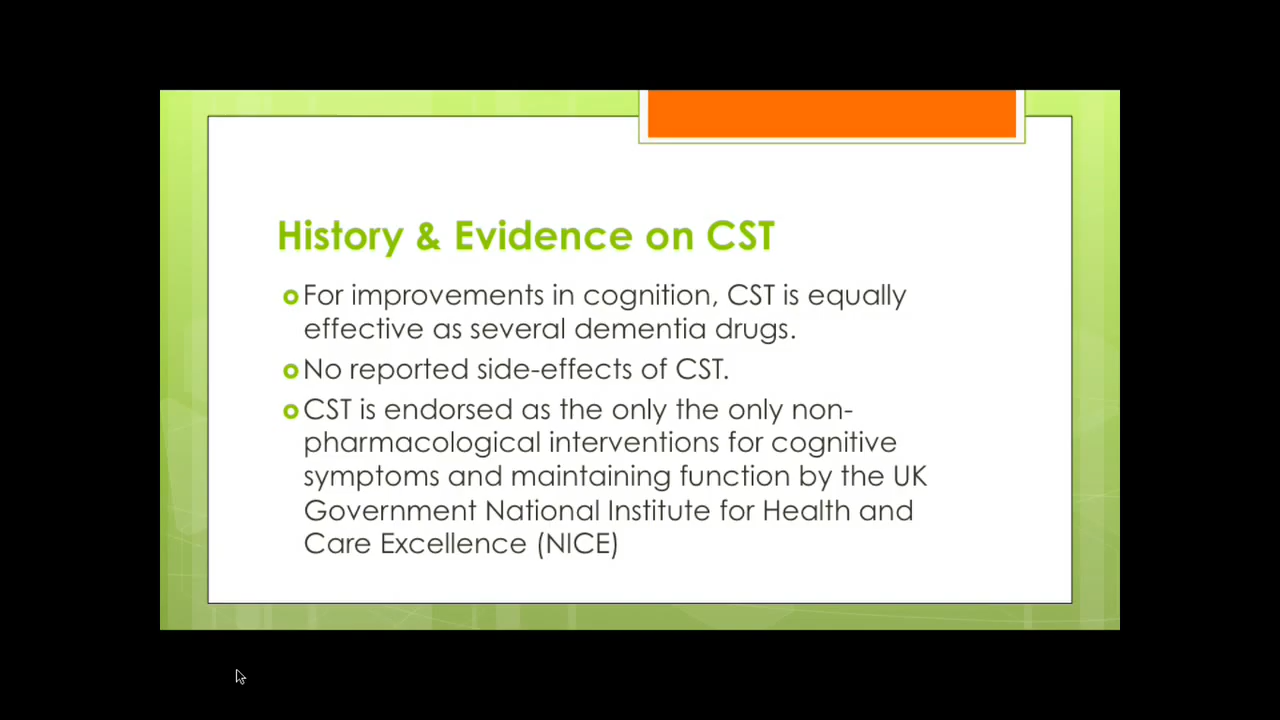 History & Evidence on CST
For improvements in cognition, CST is equally
effective as several dementia drugs.
No reported side-effects of CST.
CST is endorsed as the only the only non-
pharmacological interventions for cognitive
symptoms and maintaining function by the UK
Government National Institute for Health and
Care Excellence (NICE)